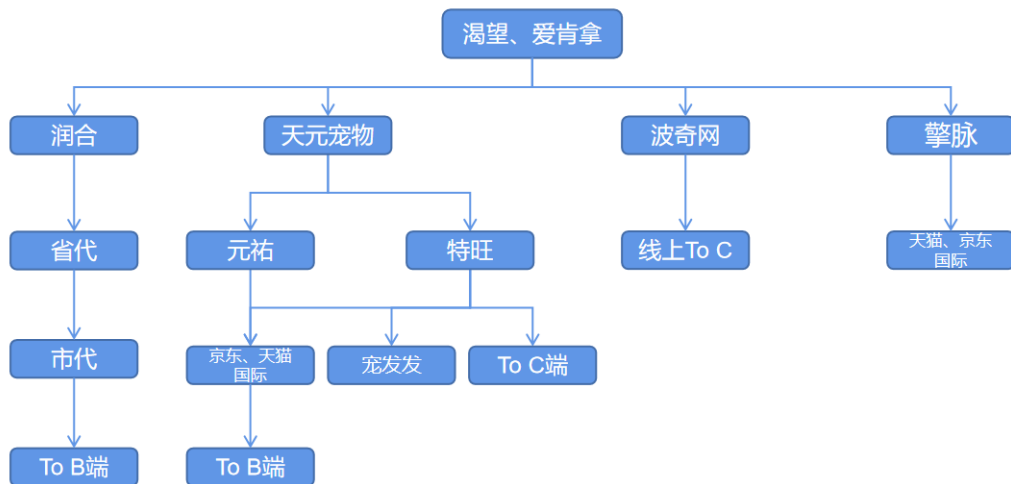 渴望、爱肯拿
润合
天元宠物
波奇网
擎脉
省代
元祐
特旺
线上To C
天猫、京东
国际
市代
京东、天猫
国际
宠发发
To C端
To B端
To B端